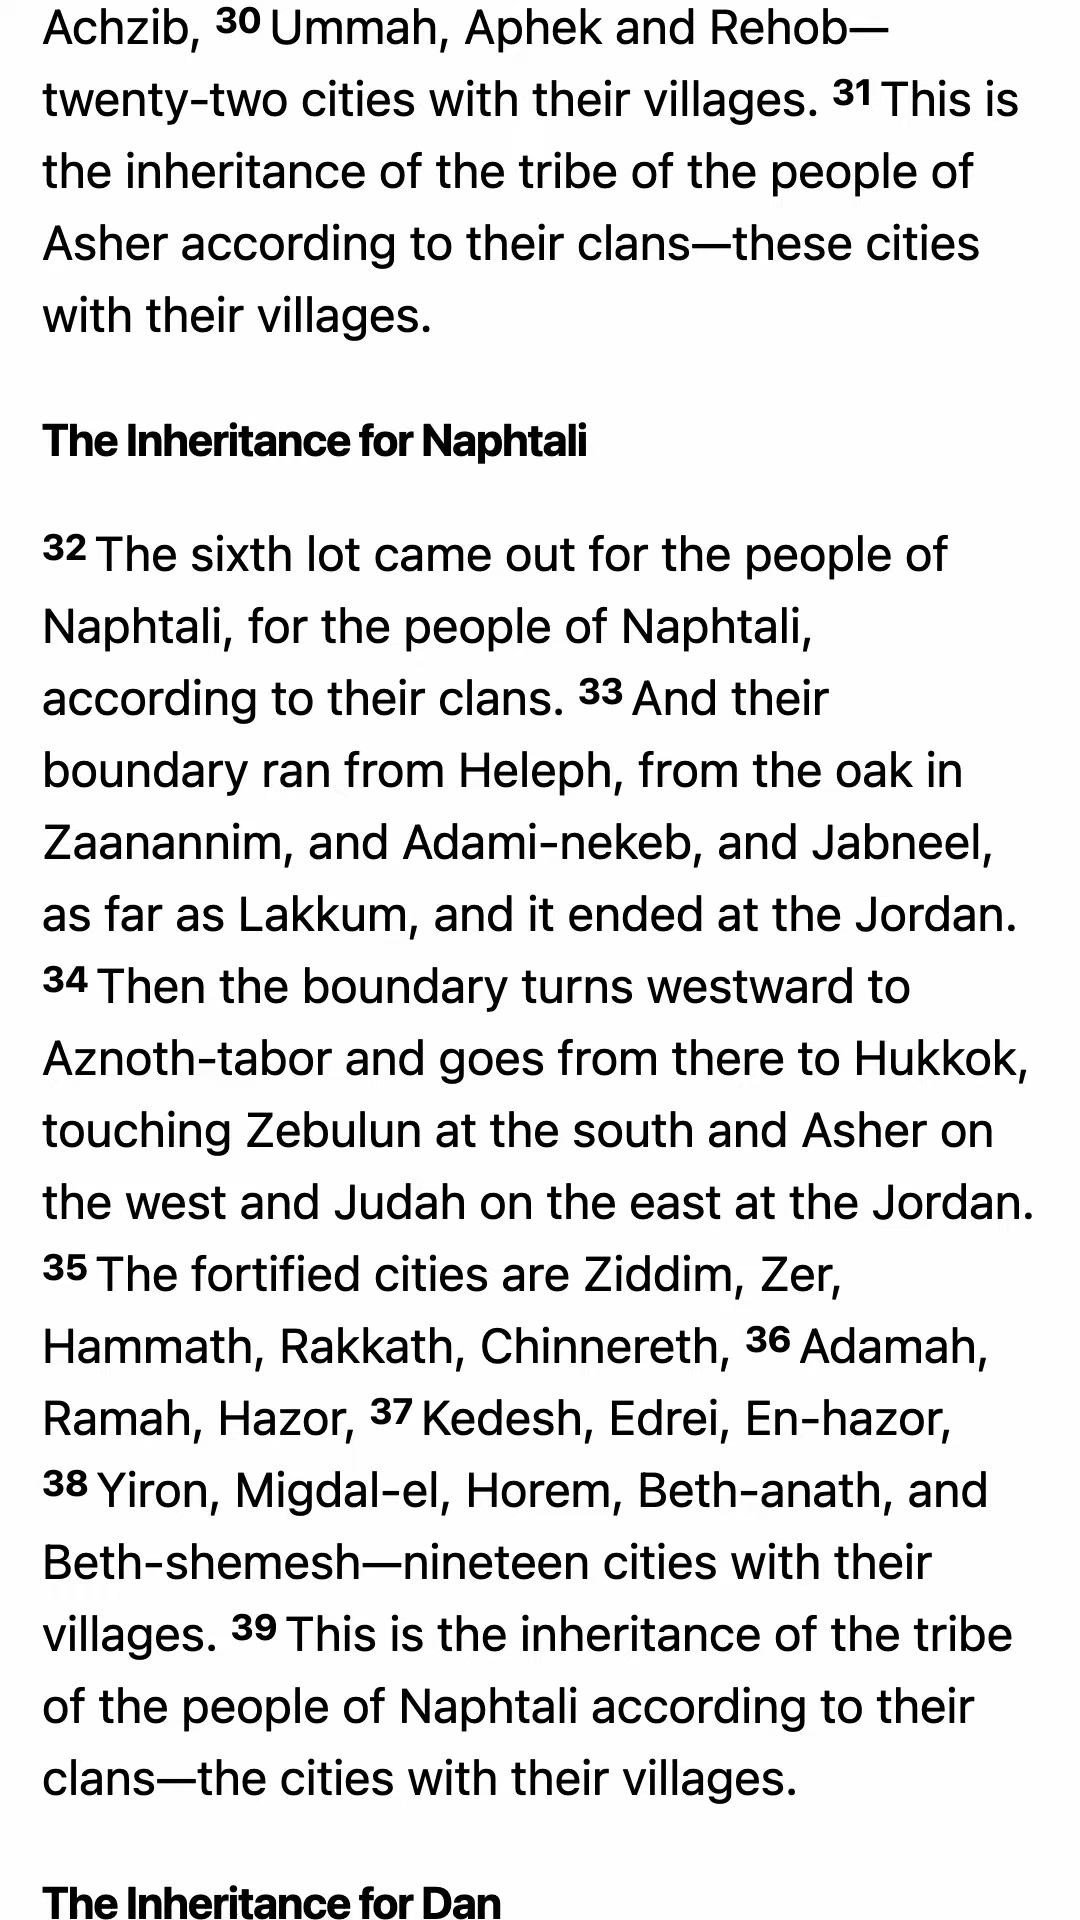 Achzib, 30 Ummah, Aphek and Rehob—
twenty-two cities with their villages. 31 This is
the inheritance of the tribe of the people of
Asher according to their clans—these cities
with their villages.
The Inheritance for Naphtali
32 The sixth lot came out for the people of
Naphtali, for the people of Naphtali,
according to their clans. 33 And their
boundary ran from Heleph, from the oak in
Zaanannim, and Adami-nekeb, and Jabneel,
as far as Lakkum, and it ended at the Jordan.
34 Then the boundary turns westward to
Aznoth-tabor and goes from there to Hukkok,
touching Zebulun at the south and Asher on
the west and Judah on the east at the Jordan.
35 The fortified cities are Ziddim, Zer,
Hammath, Rakkath, Chinnereth, 36 Adamah,
Ramah, Hazor, 37 Kedesh, Edrei, En-hazor,
38 Yiron, Migdal-el, Horem, Beth-anath, and
Beth-shemesh—nineteen cities with their
villages. 39 This is the inheritance of the tribe
of the people of Naphtali according to their
clans—the cities with their villages.
The Inheritance for Dan